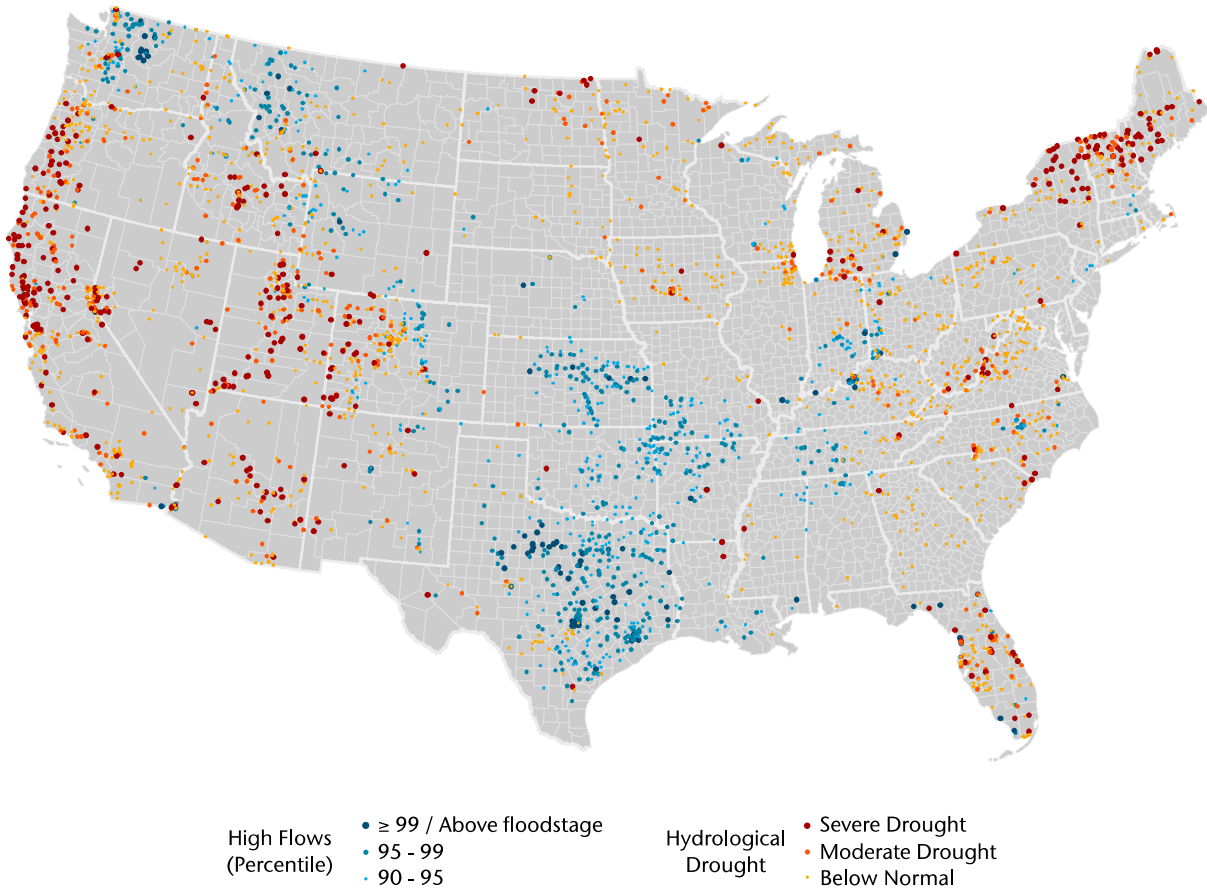 High Flows
(Percentile)
≥ 99 / Above floodstage
95 - 99
90 - 95
Hydrological
Drought
Severe Drought
Moderate Drought
Below Normal